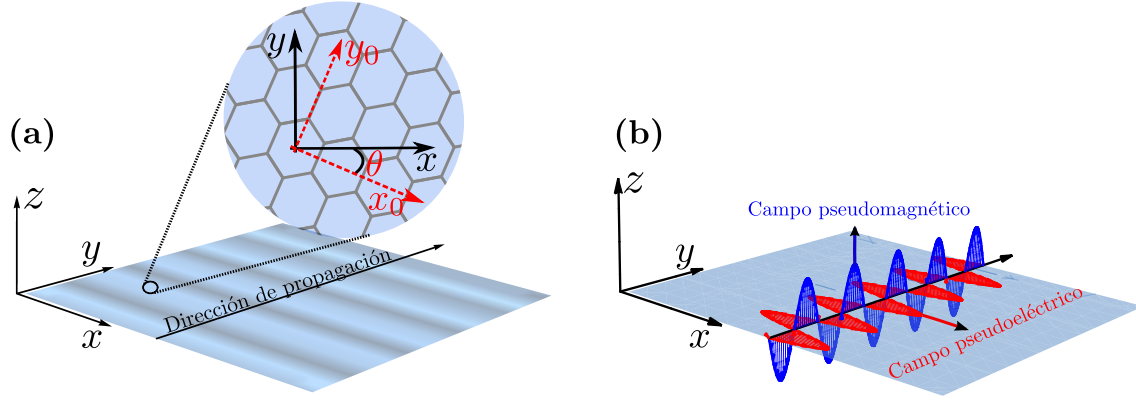 (a)
y
y₀
x
θ
x₀
z
y
Dirección de propagación
x
(b)
z
Campo pseudomagnético
y
x
Campo pseudoeléctrico